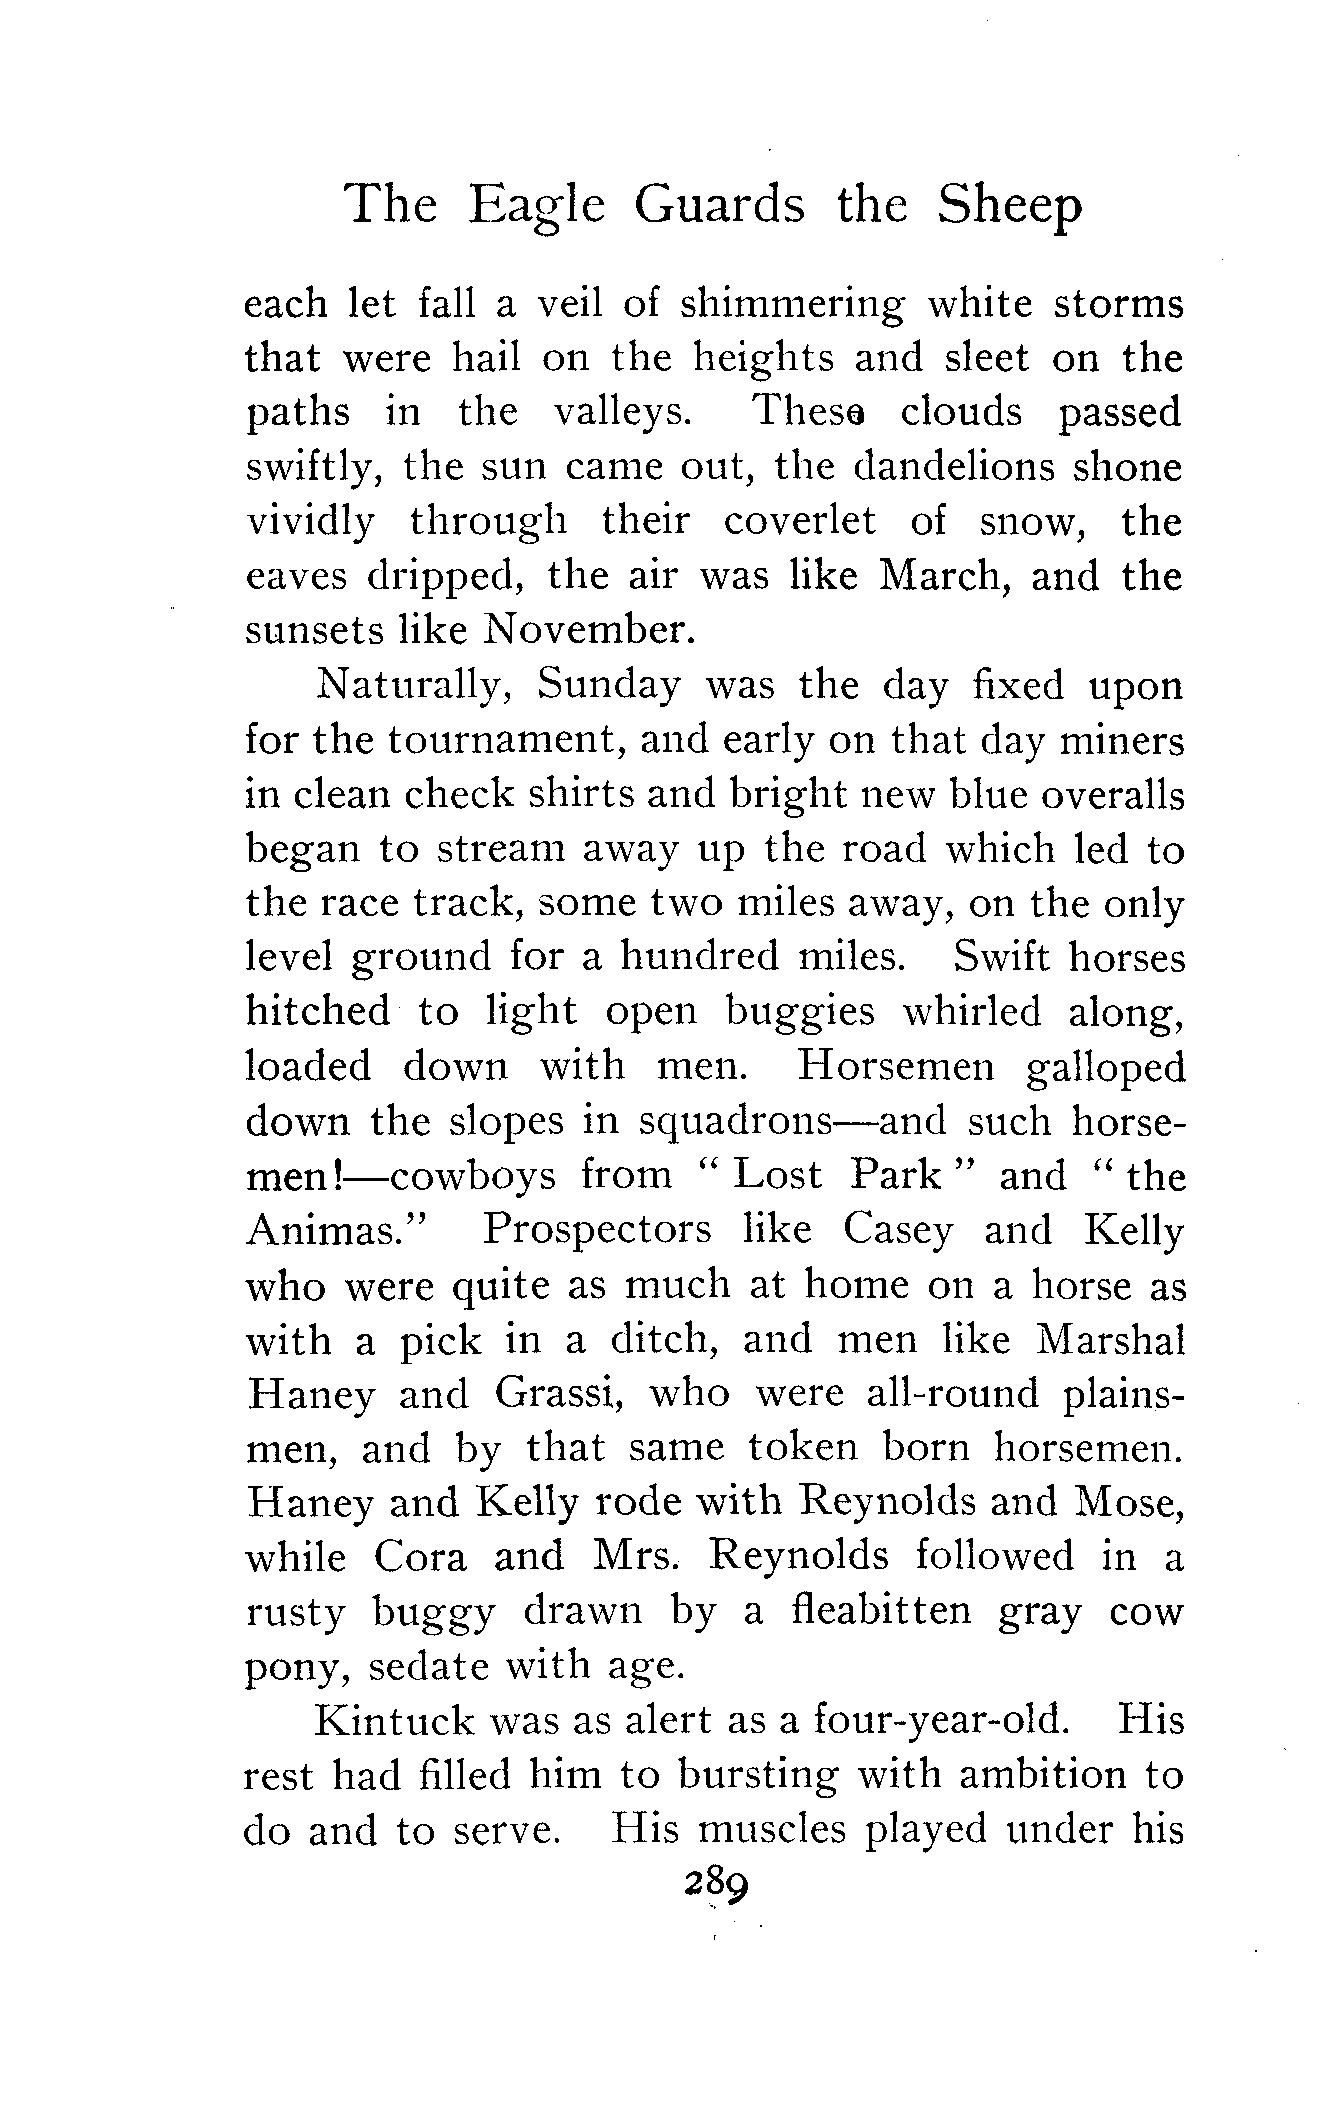 The Eagle Guards the Sheep
each let fall a veil of shimmering white storms
that were hail on the heights and sleet on the
paths in the valleys. These clouds passed
swiftly, the sun came out, the dandelions shone
vividly through their coverlet of snow, the
eaves dripped, the air was like March, and the
sunsets like November.
Naturally, Sunday was the day fixed upon
for the tournament, and early on that day miners
in clean check shirts and bright new blue overalls
began to stream away up the road which led to
the race track, some two miles away, on the only
level ground for a hundred miles. Swift horses
hitched to light open buggies whirled along,
loaded down with men. Horsemen galloped
down the slopes in squadrons—and such horse-
men!—cowboys from “ Lost Park ” and “ the
Animas.” Prospectors like Casey and Kelly
who were quite as much at home on a horse as
with a pick in a ditch, and men like Marshal
Haney and Grassi, who were all-round plains-
men, and by that same token born horsemen.
Haney and Kelly rode with Reynolds and Mose,
while Cora and Mrs. Reynolds followed in a
rusty buggy drawn by a fleabitten gray cow
pony, sedate with age.
Kintuck was as alert as a four-year-old. His
rest had filled him to bursting with ambition to
do and to serve. His muscles played under his
289